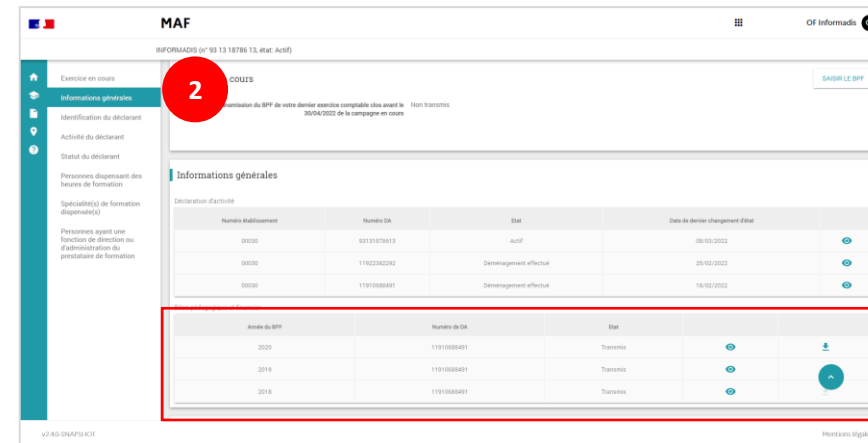 MAF
OF Informadis
INFORMADIS (n° 93 13 18786 13, état: Actif)
2
cours
SAISIR LE BPF
Exercice en cours
Informations générales
Identification du déclarant
Activité du déclarant
Statut du déclarant
Personnes dispensant des
heures de formation
Spécialité(s) de formation
dispensée(s)
Personnes ayant une
fonction de direction ou
d'administration du
prestataire de formation
transmission du BPF de votre dernier exercice comptable clos avant le
30/04/2022 de la campagne en cours
Non transmis
Informations générales
Déclaration d'activité
Numéro établissement Numéro DA Etat Date de dernier changement d'état
00030 93131878613 Actif 08/03/2022
00030 11922382292 Déménagement effectué 25/02/2022
00030 11910688491 Déménagement effectué 18/02/2022
Année du BPF Numéro de DA Etat
2020 11910688491 Transmis
2019 11910688491 Transmis
2018 11910688491 Transmis
v2.4.0-SNAPSHOT
Mentions légal